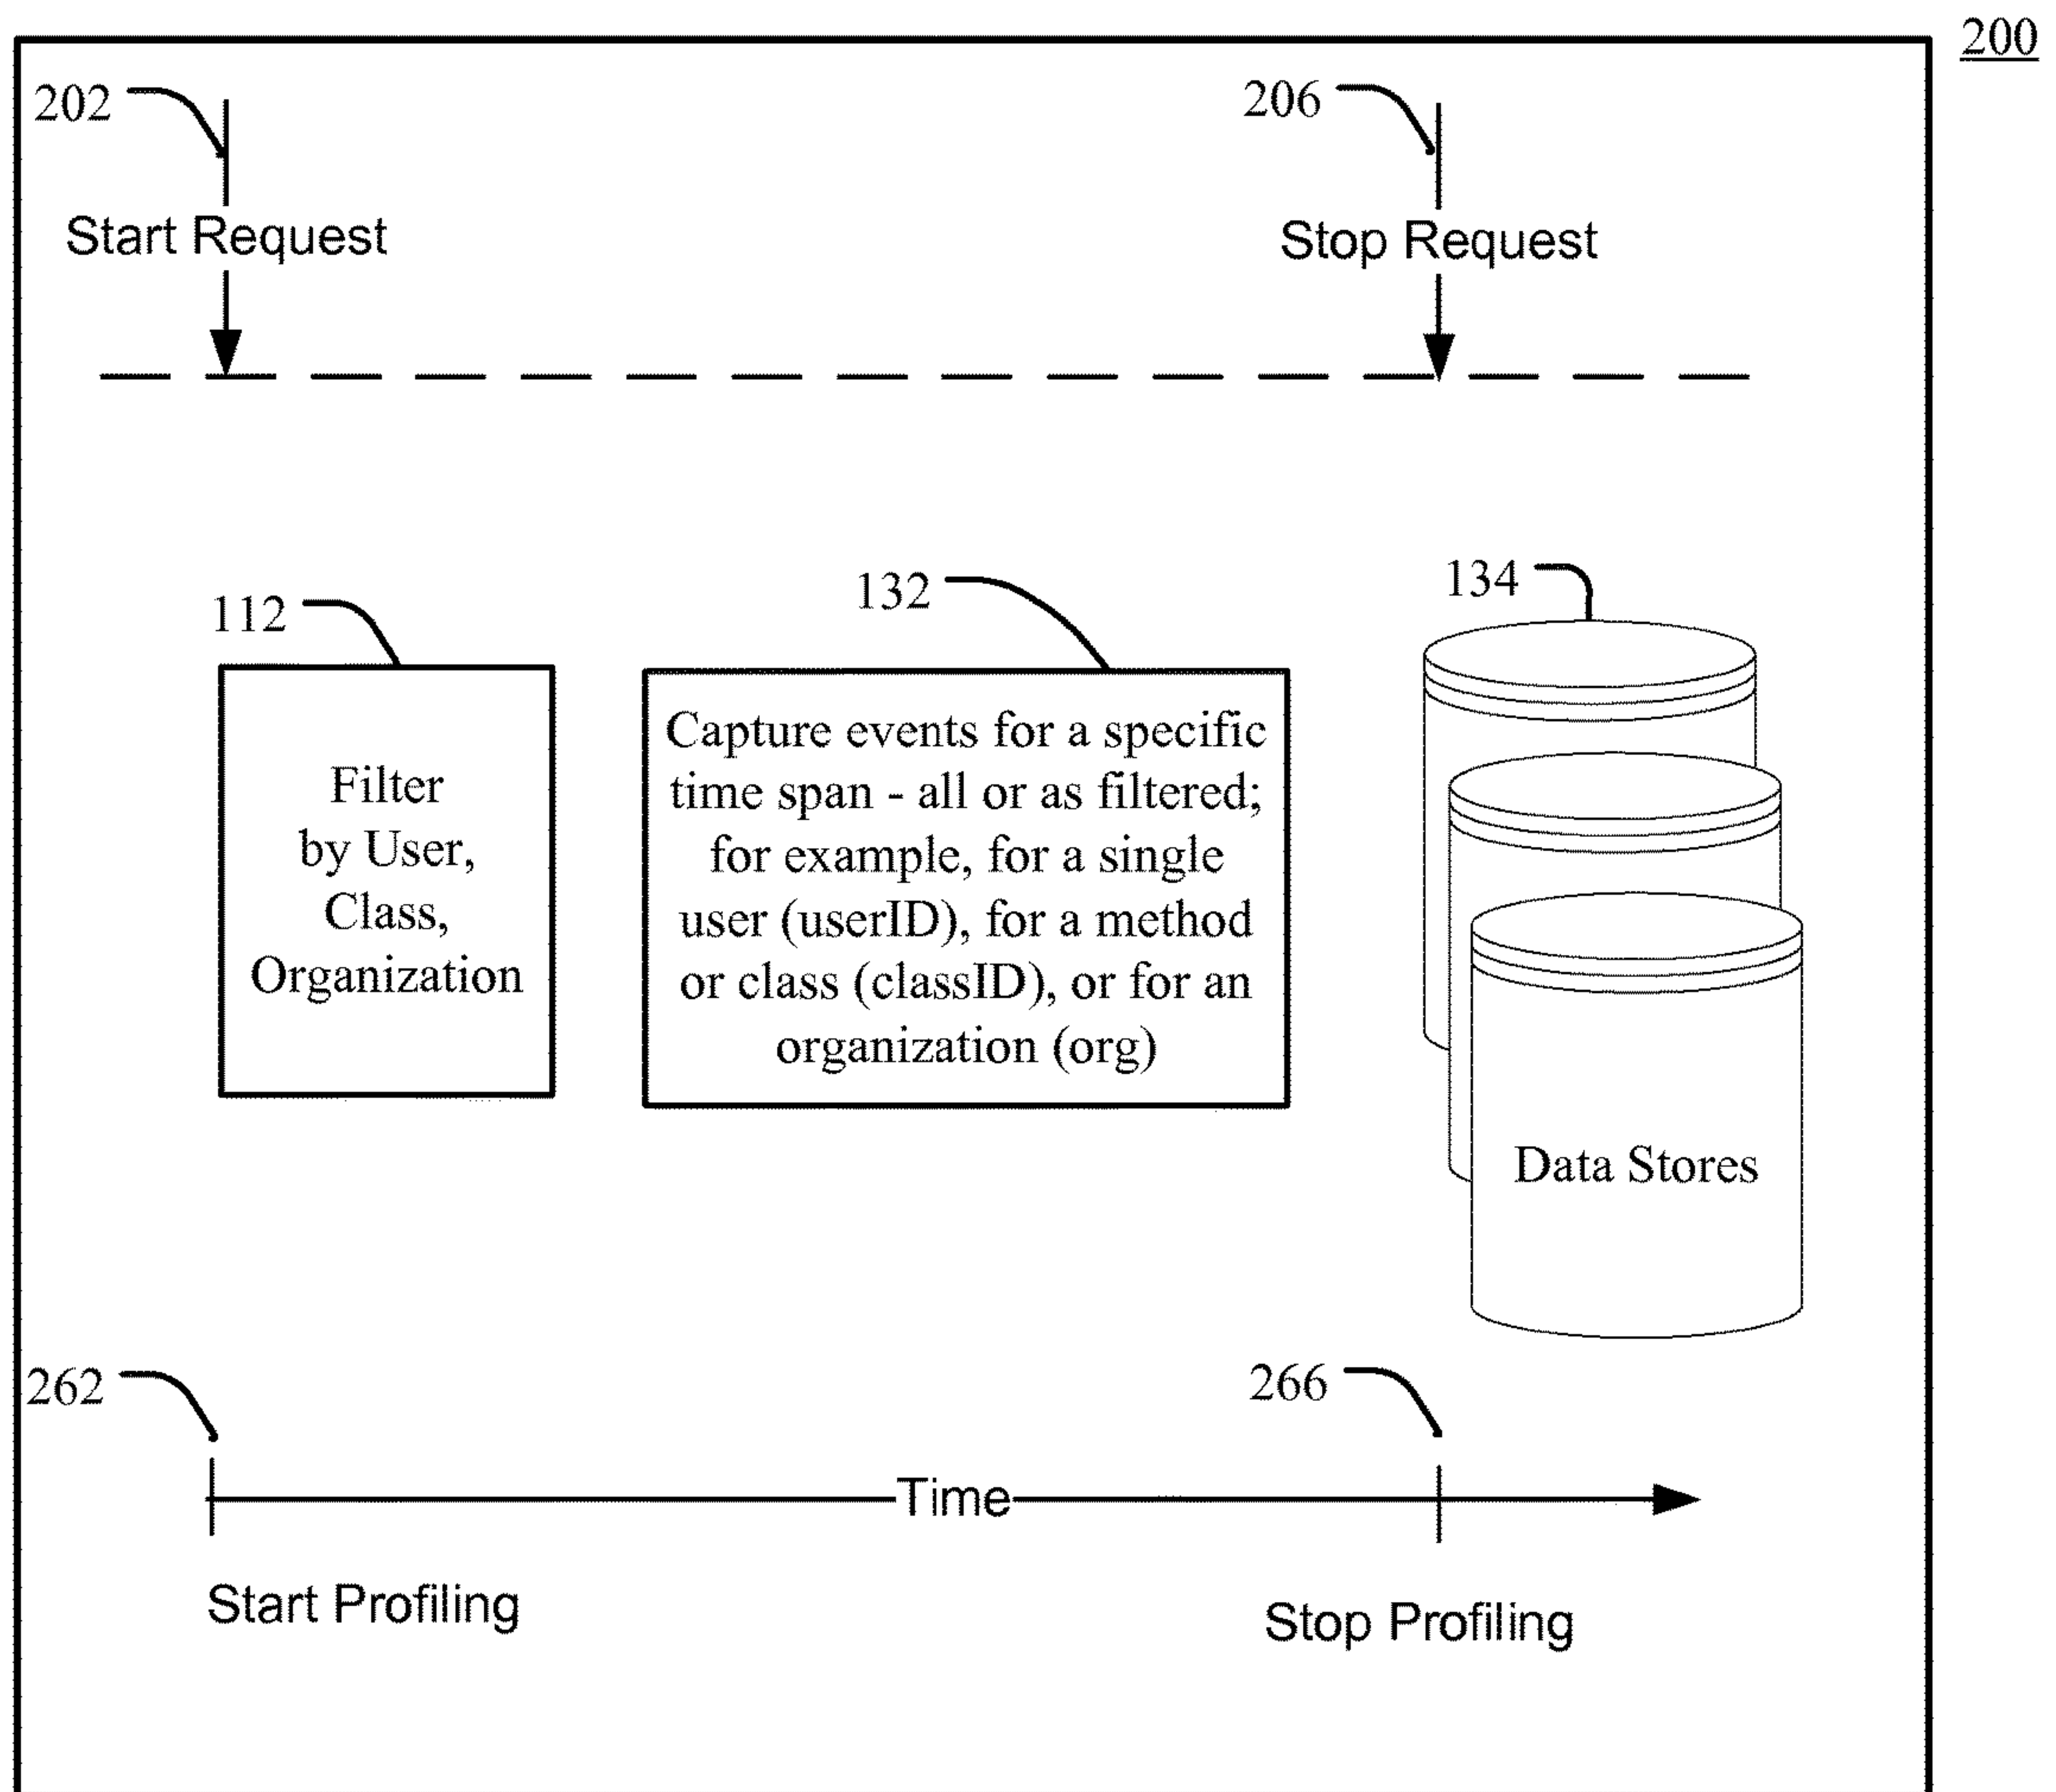 200
202
206
Start Request
Stop Request
112
132
134
Filter
by User,
Class,
Organization
Capture events for a specific
time span - all or as filtered;
for example, for a single
user (userID), for a method
or class (classID), or for an
organization (org)
Data Stores
262
266
Time
Start Profiling
Stop Profiling